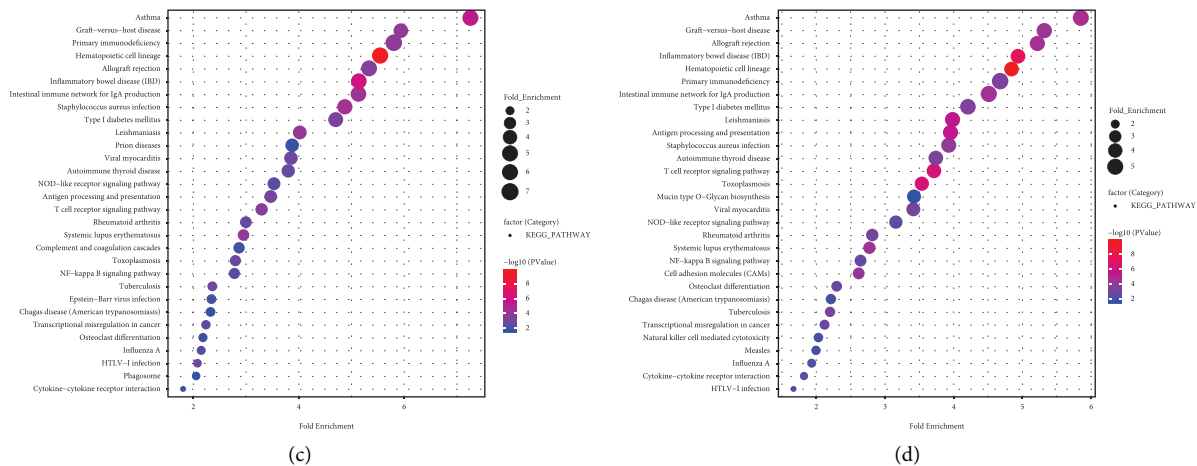 Asthma
Graft−versus−host disease
Primary immunodeficiency
Hematopoietic cell lineage
Allograft rejection
Inflammatory bowel disease (IBD)
Intestinal immune network for IgA production
Staphylococcus aureus infection
Type I diabetes mellitus
Leishmaniasis
Prion diseases
Viral myocarditis
Autoimmune thyroid disease
NOD−like receptor signaling pathway
Antigen processing and presentation
T cell receptor signaling pathway
Rheumatoid arthritis
Systemic lupus erythematosus
Complement and coagulation cascades
Toxoplasmosis
NF−kappa B signaling pathway
Tuberculosis
Epstein−Barr virus infection
Chagas disease (American trypanosomiasis)
Transcriptional misregulation in cancer
Osteoclast differentiation
Influenza A
HTLV−I infection
Phagosome
Cytokine−cytokine receptor interaction
2 4 6
Fold Enrichment
Fold_Enrichment
2
3
4
5
6
7
factor (Category)
KEGG_PATHWAY
−log10 (PValue)
8
6
4
2
(c)
Asthma
Graft−versus−host disease
Allograft rejection
Inflammatory bowel disease (IBD)
Hematopoietic cell lineage
Primary immunodeficiency
Intestinal immune network for IgA production
Type I diabetes mellitus
Leishmaniasis
Antigen processing and presentation
Staphylococcus aureus infection
Autoimmune thyroid disease
T cell receptor signaling pathway
Toxoplasmosis
Mucin type O−Glycan biosynthesis
Viral myocarditis
NOD−like receptor signaling pathway
Rheumatoid arthritis
Systemic lupus erythematosus
NF−kappa B signaling pathway
Cell adhesion molecules (CAMs)
Osteoclast differentiation
Chagas disease (American trypanosomiasis)
Tuberculosis
Transcriptional misregulation in cancer
Natural killer cell mediated cytotoxicity
Measles
Influenza A
Cytokine−cytokine receptor interaction
HTLV−I infection
2 3 4 5 6
Fold Enrichment
Fold_Enrichment
2
3
4
5
factor (Category)
KEGG_PATHWAY
−log10 (PValue)
8
6
4
2
(d)